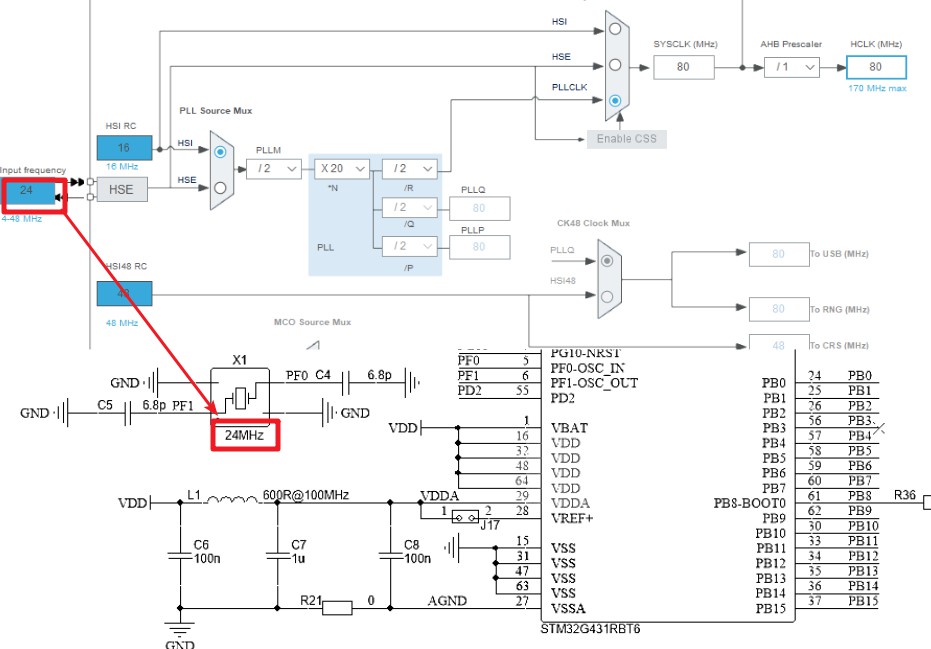 HSI
SYSCLK (MHz)
AHB Prescaler
HCLK (MHz)
HSE
80
/ 1
80
PLLCLK
170 MHz max
PLL Source Mux
HSI RC
16
HSI
16 MHz
PLLM
/ 2
X 20
/ 2
*N
/R
Enable CSS
Input frequency
24
4-48 MHz
HSE
HSE
/ 2
/Q
PLLQ
80
PLL
/ 2
/P
PLLP
80
CK48 Clock Mux
PLLQ
HSI48
80
To USB (MHz)
80
To RNG (MHz)
HSI48 RC
48 MHz
48
To CRS (MHz)
MCO Source Mux
X1
GND
PF0
C4
6.8p
GND
C5
6.8p
PF1
GND
24MHz
PG10-NRST
PF0
5
PF0-OSC_IN
PF1
6
PF1-OSC_OUT
PD2
55
PD2
PB0
24
PB0
PB1
25
PB1
PB2
26
PB2
PB3
56
PB3
PB4
57
PB4
PB5
58
PB5
PB6
59
PB6
PB7
60
PB7
PB8-BOOT0
61
PB8
R36
PB9
62
PB9
PB10
30
PB10
PB11
33
PB11
PB12
34
PB12
PB13
35
PB13
PB14
36
PB14
PB15
37
PB15
VDD
1
VBAT
16
VDD
32
VDD
48
VDD
64
VDD
VDDA
29
VDDA
1
2
28
VREF+
J17
15
VSS
31
VSS
47
VSS
63
VSS
AGND
27
VSSA
VDD
L1
600R@100MHz
C6
100n
C7
1u
C8
100n
R21
0
GND
STM32G431RBT6